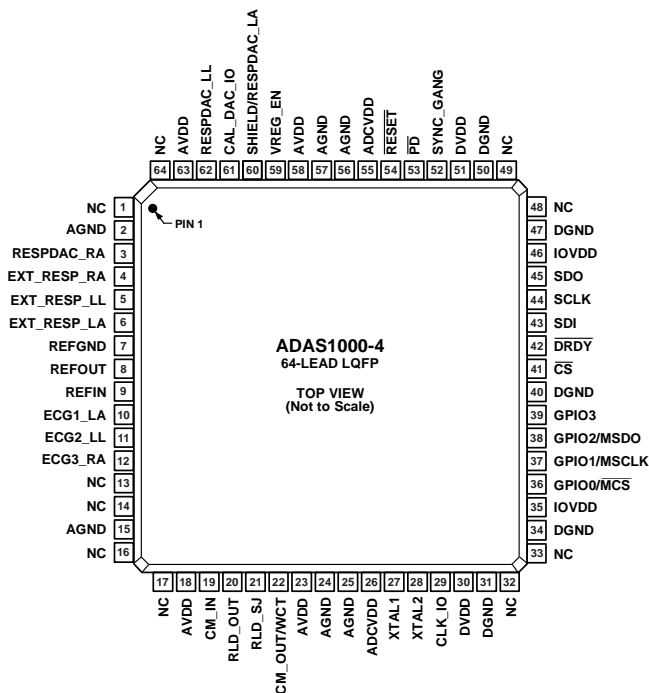 NC
AVDD
RESPDAC_LL
CAL_DAC_IO
SHIELD/RESPDAC_LA
VREG_EN
AVDD
AGND
AGND
ADCVDD
RESET
PD
SYNC_GANG
DVDD
DGND
NC
64 63 62 61 60 59 58 57 56 55 54 53 52 51 50 49
NC 1
AGND 2
RESPDAC_RA 3
EXT_RESP_RA 4
EXT_RESP_LL 5
EXT_RESP_LA 6
REFGND 7
REFOUT 8
REFIN 9
ECG1_LA 10
ECG2_LL 11
ECG3_RA 12
NC 13
NC 14
AGND 15
NC 16
PIN 1
ADAS1000-4
64-LEAD LQFP
TOP VIEW
(Not to Scale)
48 NC
47 DGND
46 IOVDD
45 SDO
44 SCLK
43 SDI
42 DRDY
41 CS
40 DGND
39 GPIO3
38 GPIO2/MSDO
37 GPIO1/MSCLK
36 GPIO0/MCS
35 IOVDD
34 DGND
33 NC
17 18 19 20 21 22 23 24 25 26 27 28 29 30 31 32
NC
AVDD
CM_IN
RLD_OUT
RLD_SJ
CM_OUT/WCT
AVDD
AGND
AGND
ADCVDD
XTAL1
XTAL2
CLK_IO
DVDD
DGND
NC